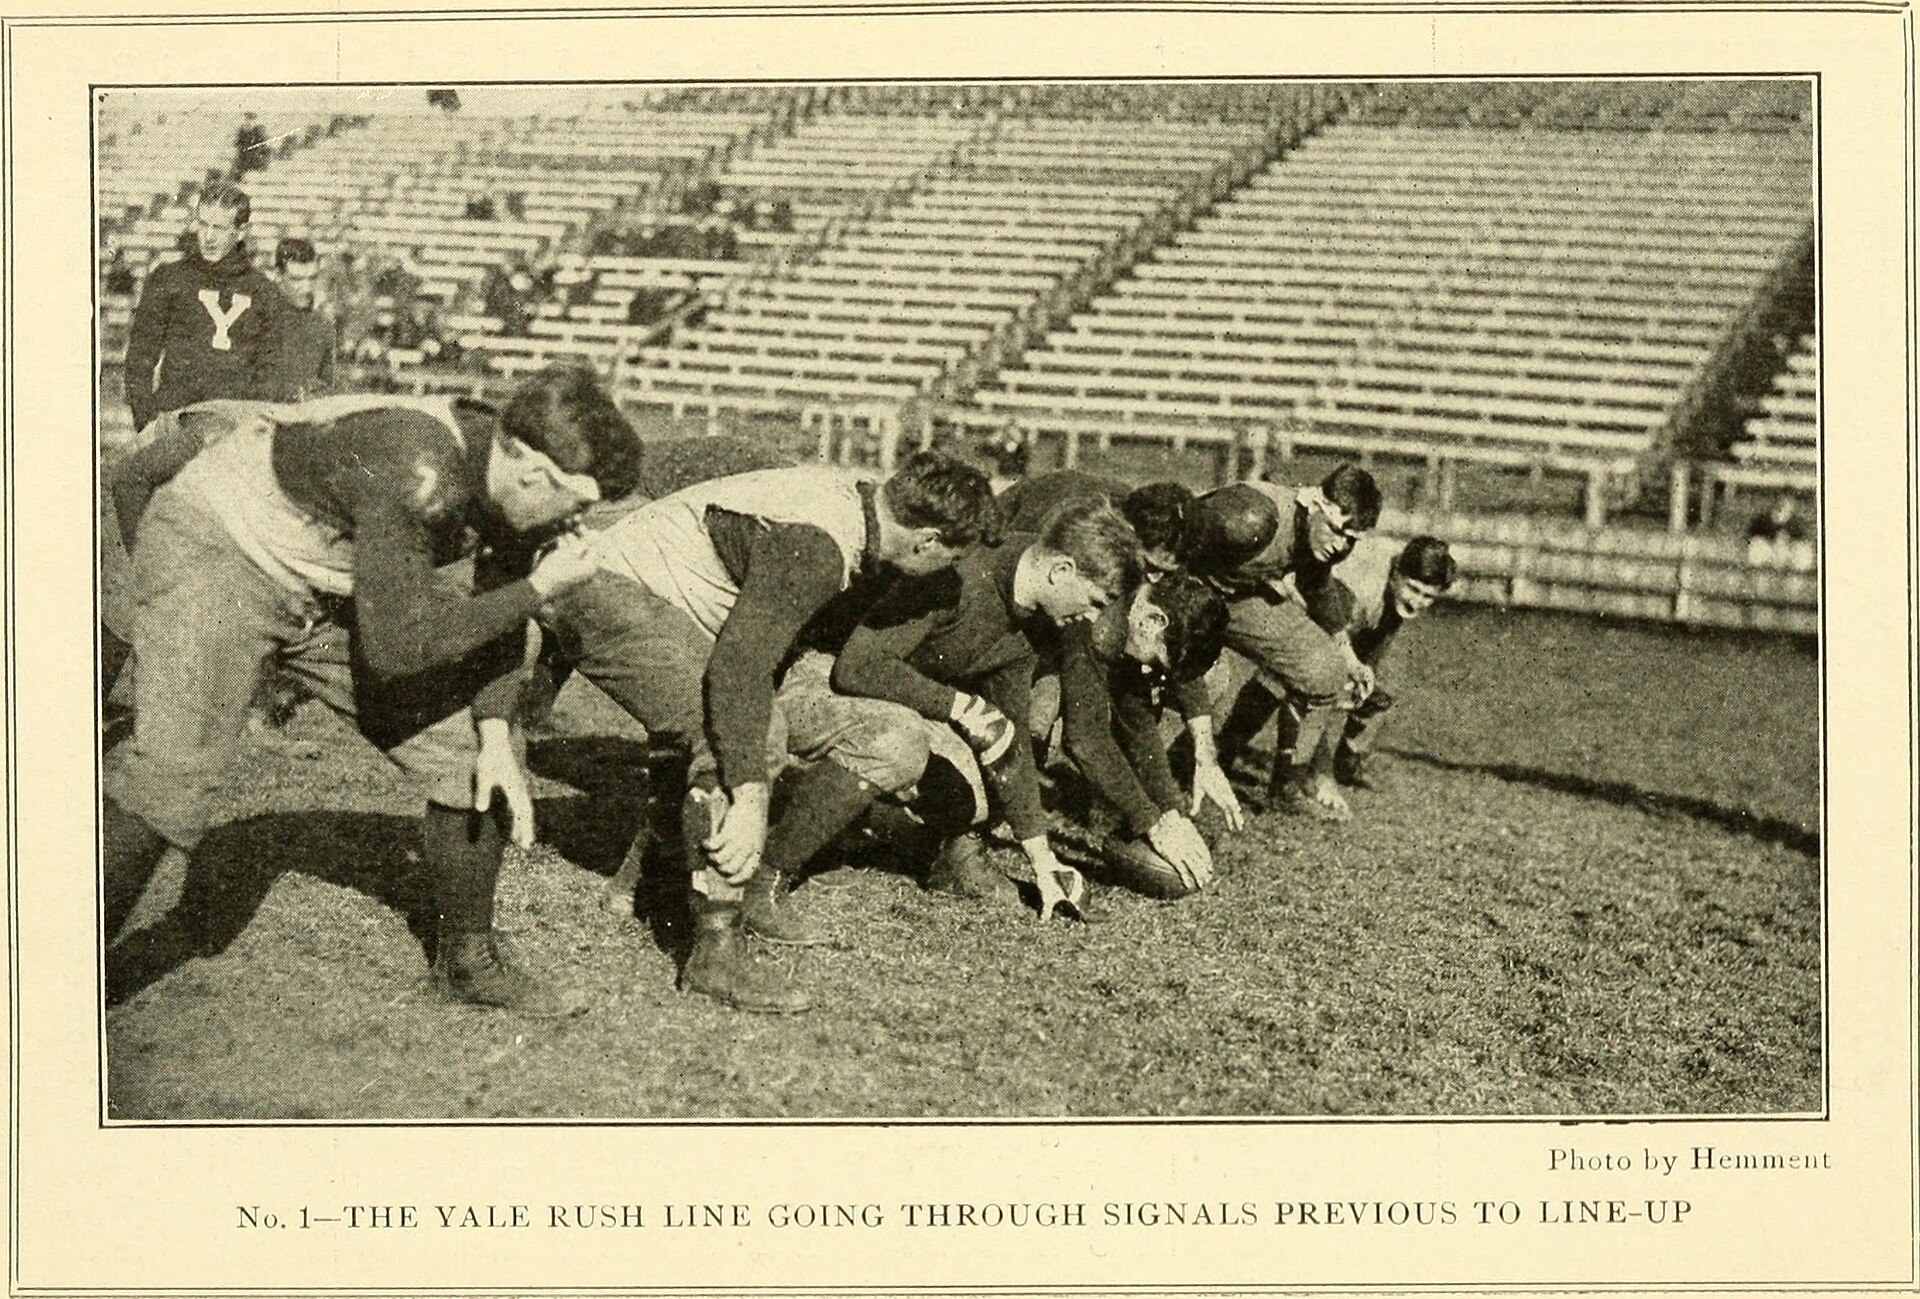 Y
Photo by Hemment
No. 1—THE YALE RUSH LINE GOING THROUGH SIGNALS PREVIOUS TO LINE-UP